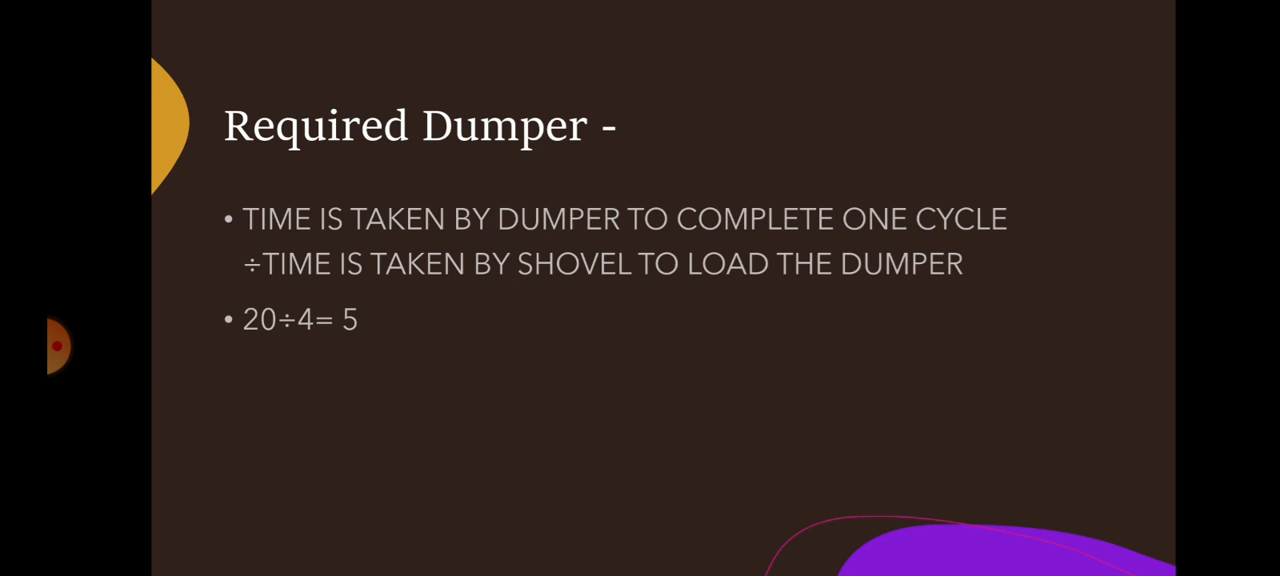 Required Dumper -
• TIME IS TAKEN BY DUMPER TO COMPLETE ONE CYCLE
÷TIME IS TAKEN BY SHOVEL TO LOAD THE DUMPER
• 20÷4= 5